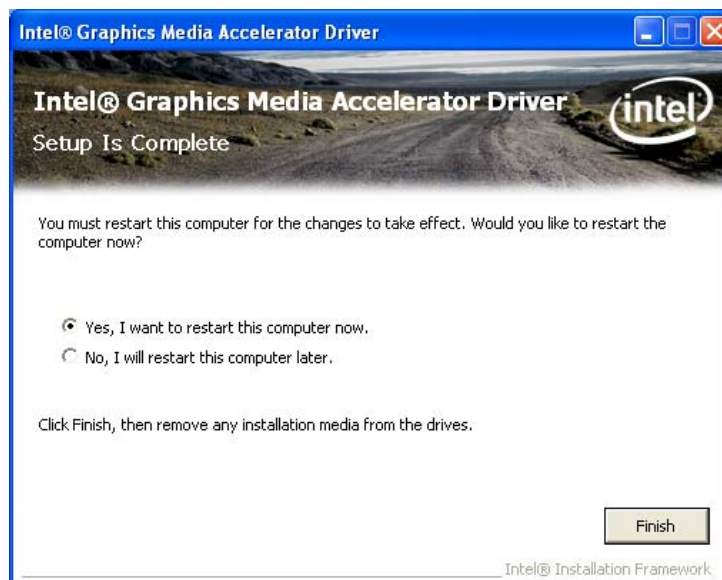 Intel® Graphics Media Accelerator Driver
Intel® Graphics Media Accelerator Driver
intel
Setup Is Complete
You must restart this computer for the changes to take effect. Would you like to restart the
computer now?
Yes, I want to restart this computer now.
No, I will restart this computer later.
Click Finish, then remove any installation media from the drives.
Finish
Intel® Installation Framework